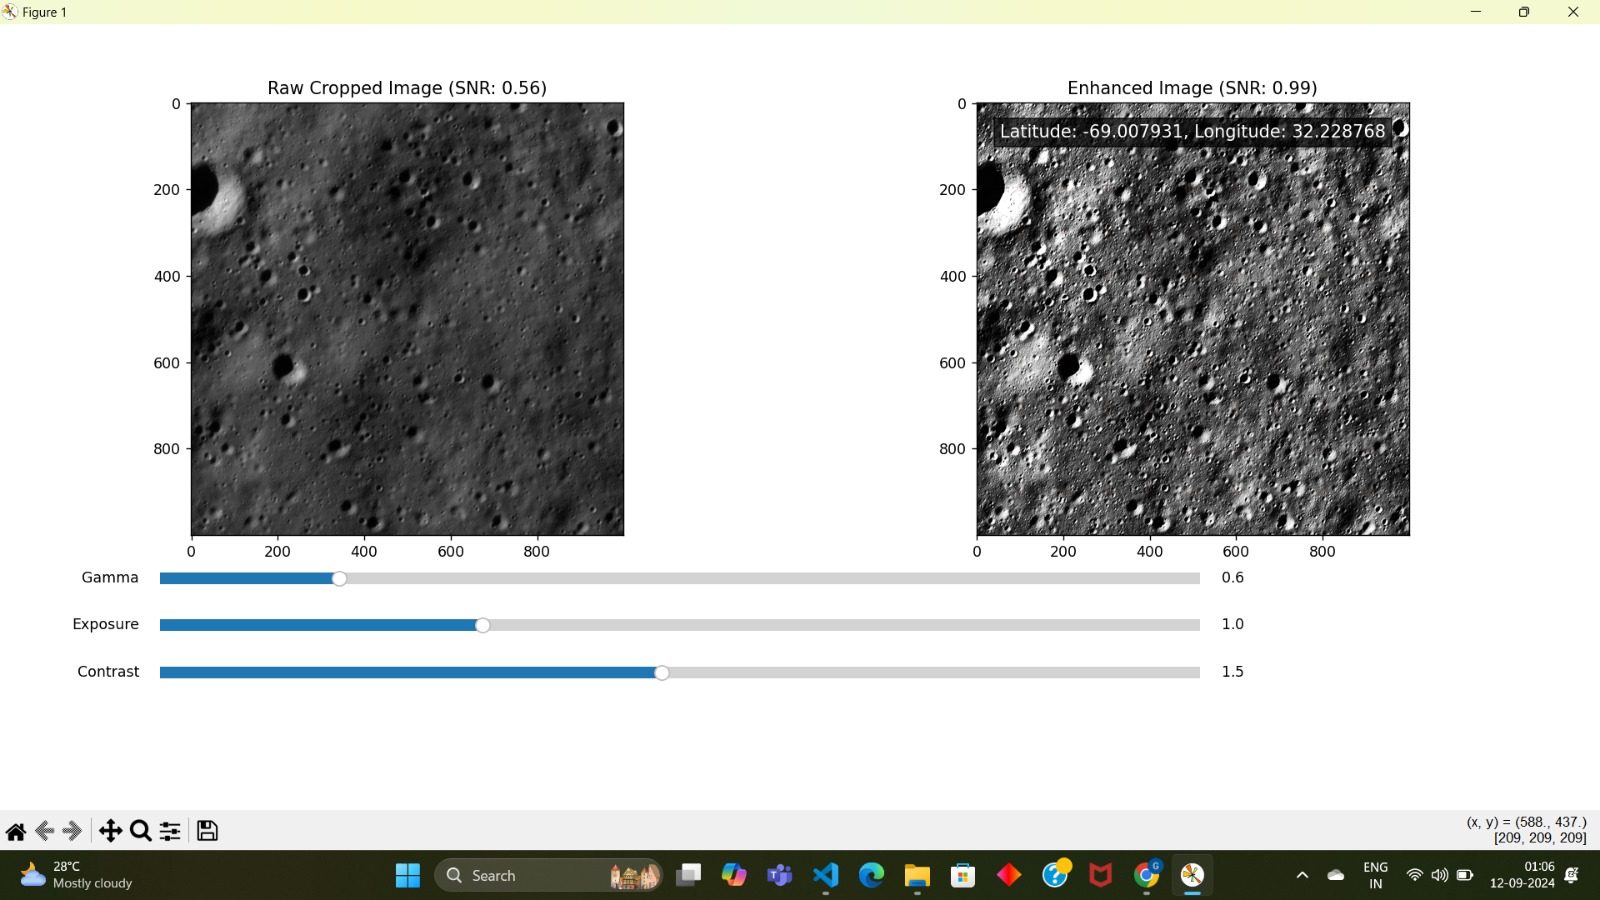 Figure 1
Raw Cropped Image (SNR: 0.56)
0
200
400
600
800
0
200
400
600
800
Enhanced Image (SNR: 0.99)
Latitude: -69.007931, Longitude: 32.228768
0
200
400
600
800
0
200
400
600
800
Gamma 0.6
Exposure 1.0
Contrast 1.5
(x, y) = (588., 437.)
[209, 209, 209]
28°C
Mostly cloudy
Search
G
ENG
IN
01:06
12-09-2024